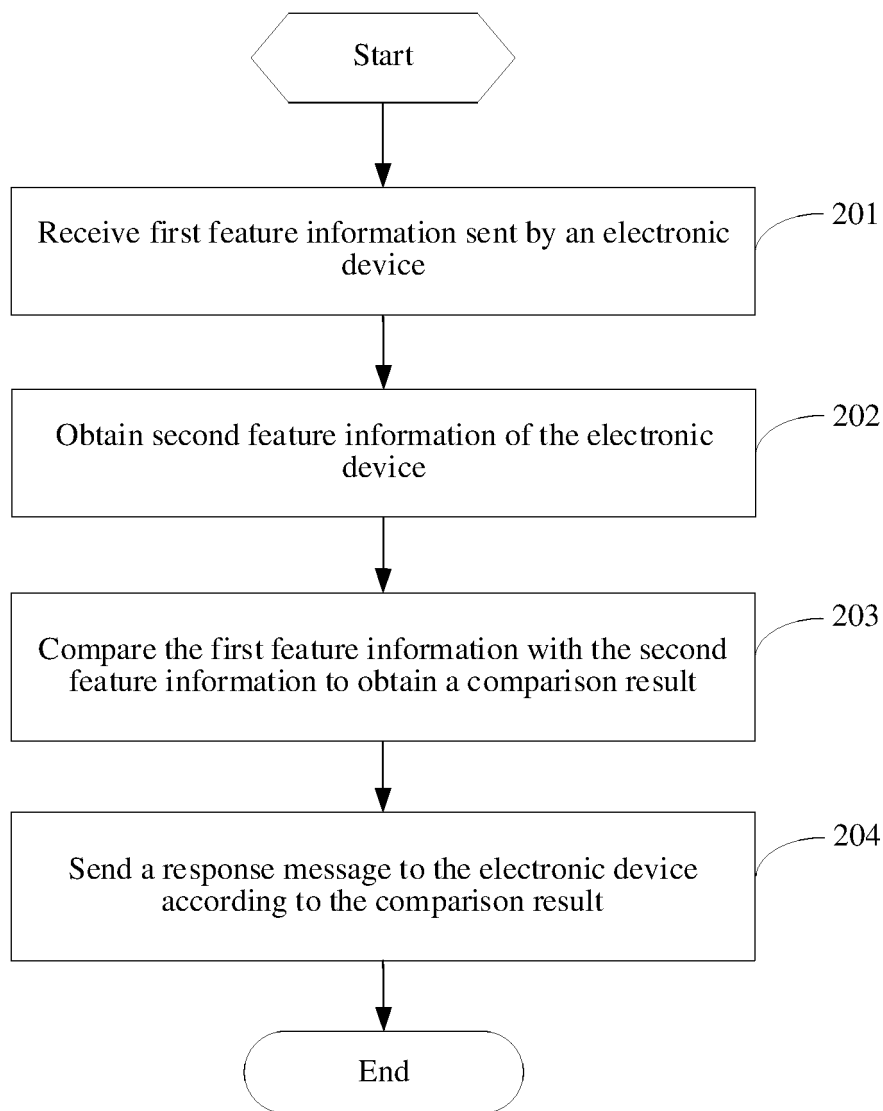 Start
201
Receive first feature information sent by an electronic
device
202
Obtain second feature information of the electronic
device
203
Compare the first feature information with the second
feature information to obtain a comparison result
204
Send a response message to the electronic device
according to the comparison result
End